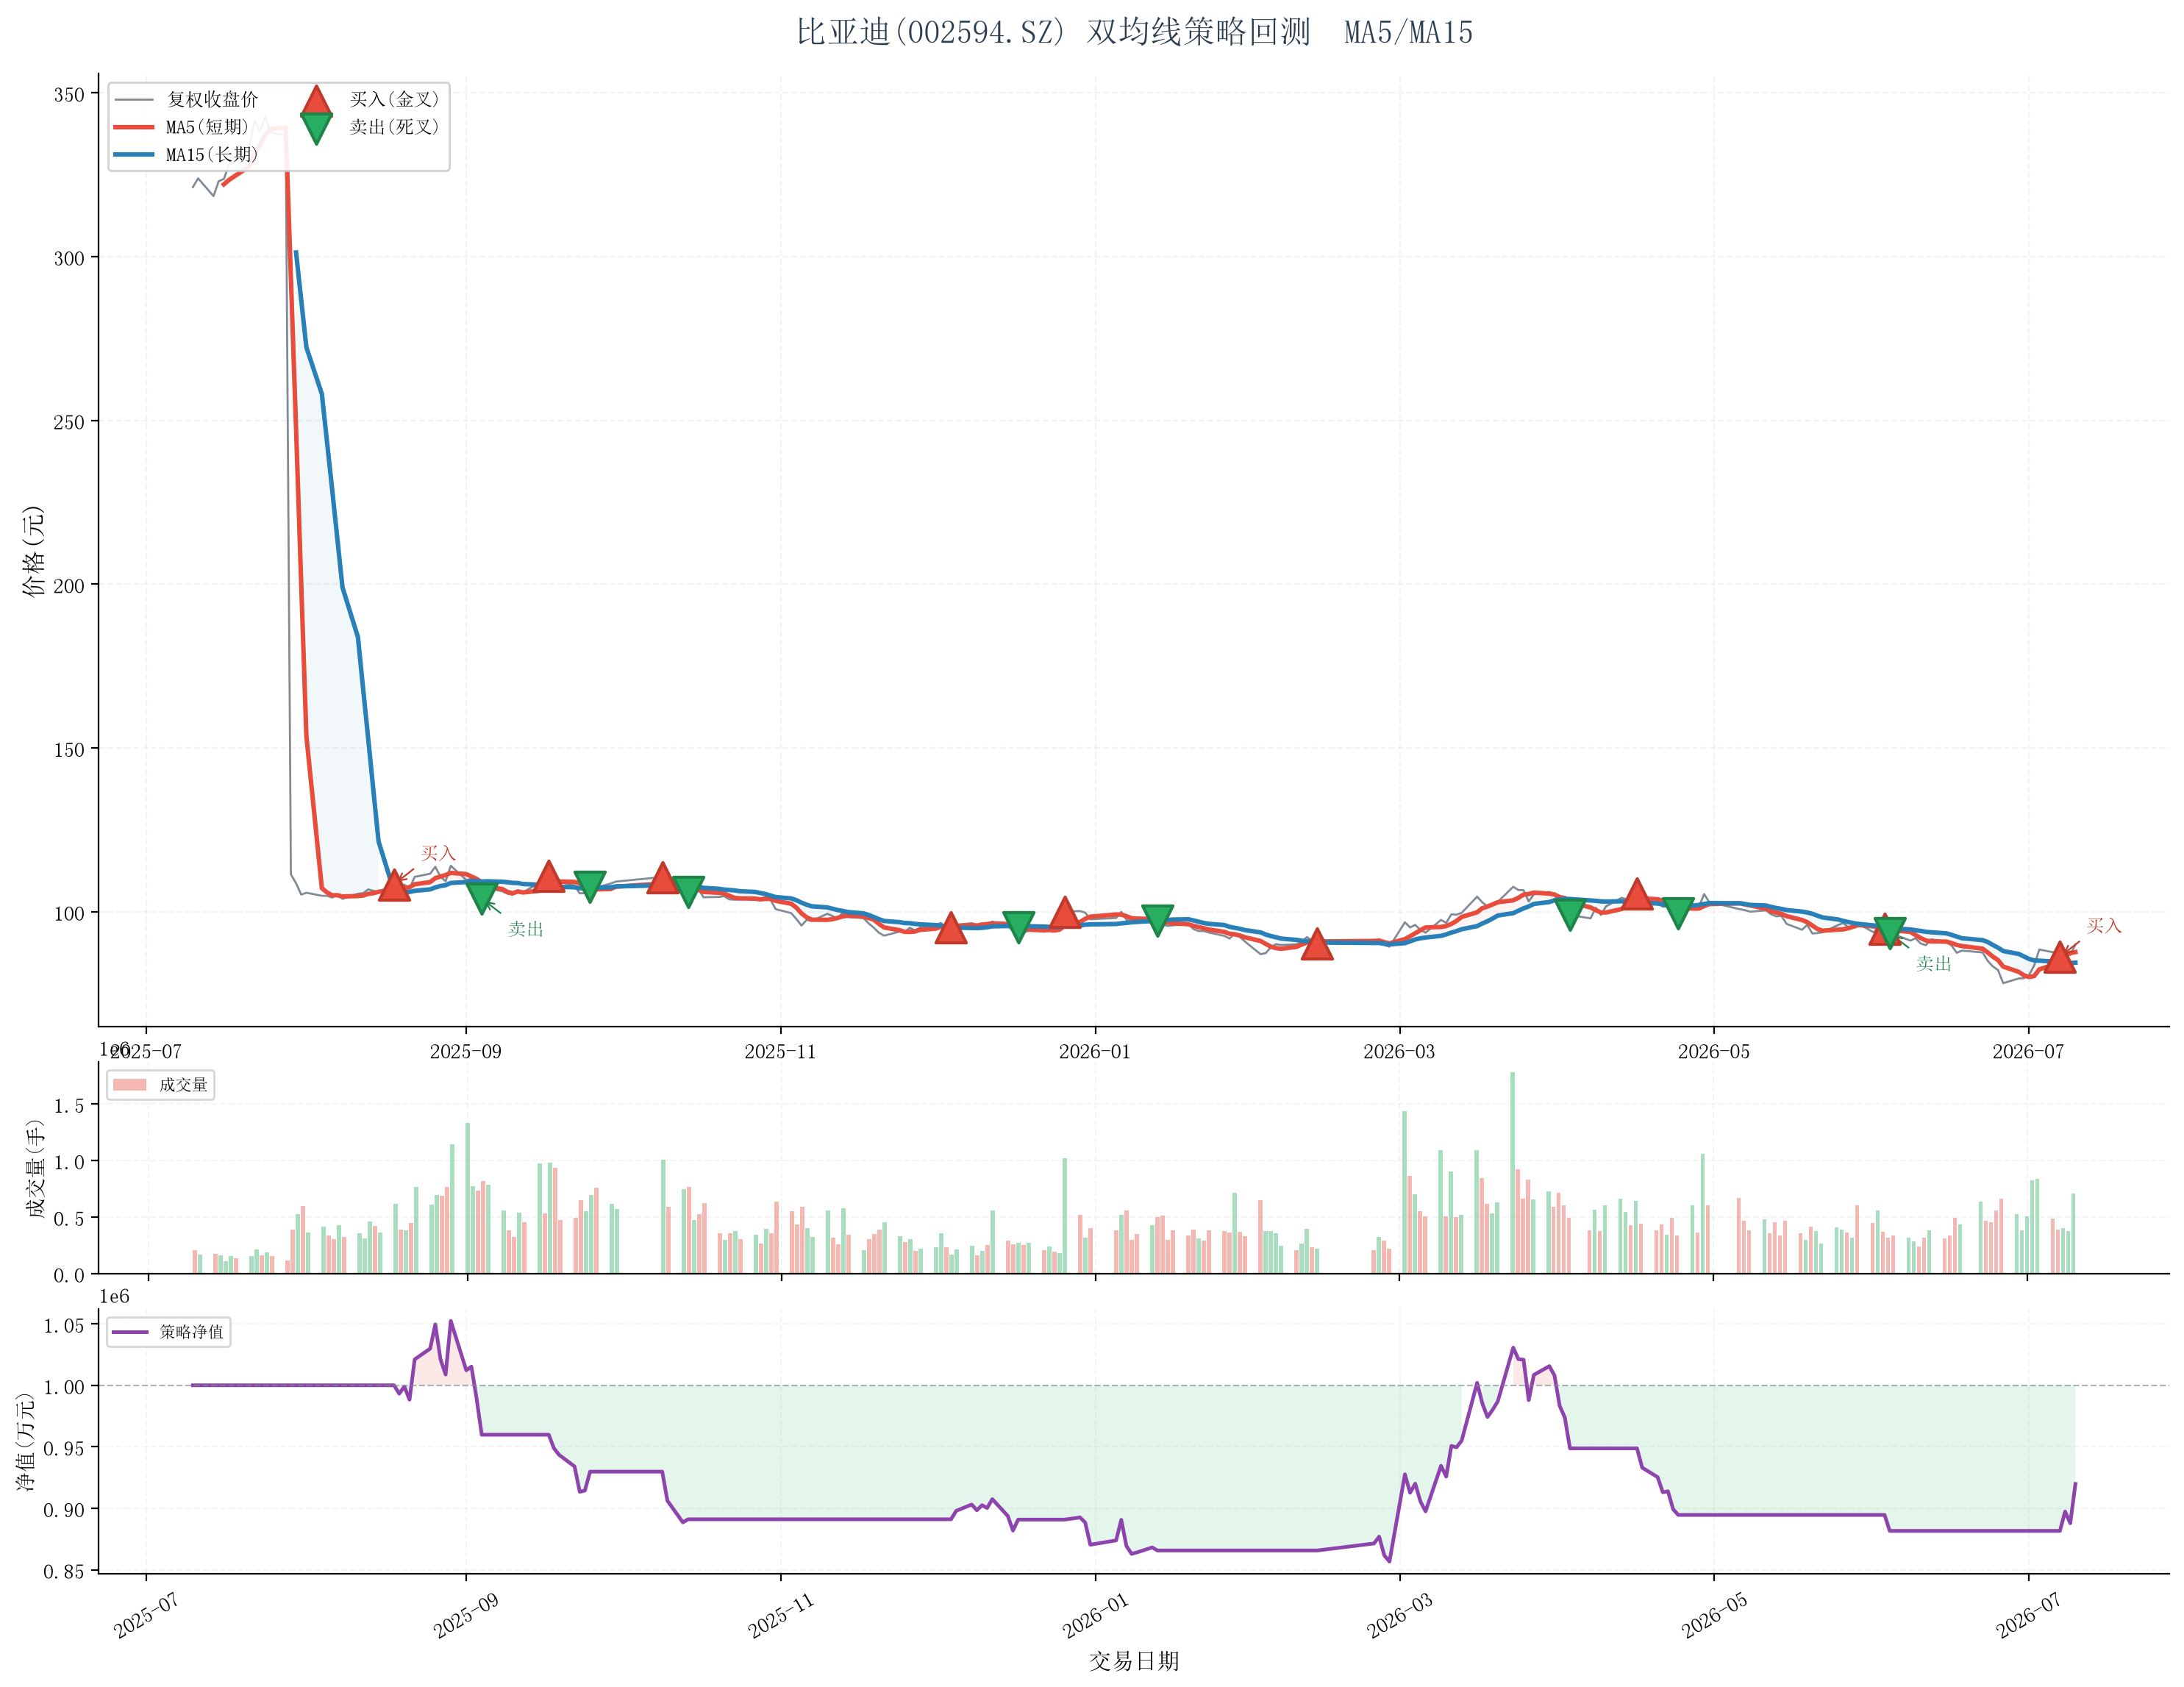 比亚迪(002594.SZ) 双均线策略回测  MA5/MA15
复权收盘价
MA5(短期)
MA15(长期)
买入(金叉)
卖出(死叉)
价格(元)
350
300
250
200
150
100
买入
卖出
卖出
买入
2025-07
2025-09
2025-11
2026-01
2026-03
2026-05
2026-07
1e6
成交量
成交量(手)
1.5
1.0
0.5
0.0
1e6
策略净值
净值(万元)
1.05
1.00
0.95
0.90
0.85
2025-07
2025-09
2025-11
2026-01
2026-03
2026-05
2026-07
交易日期